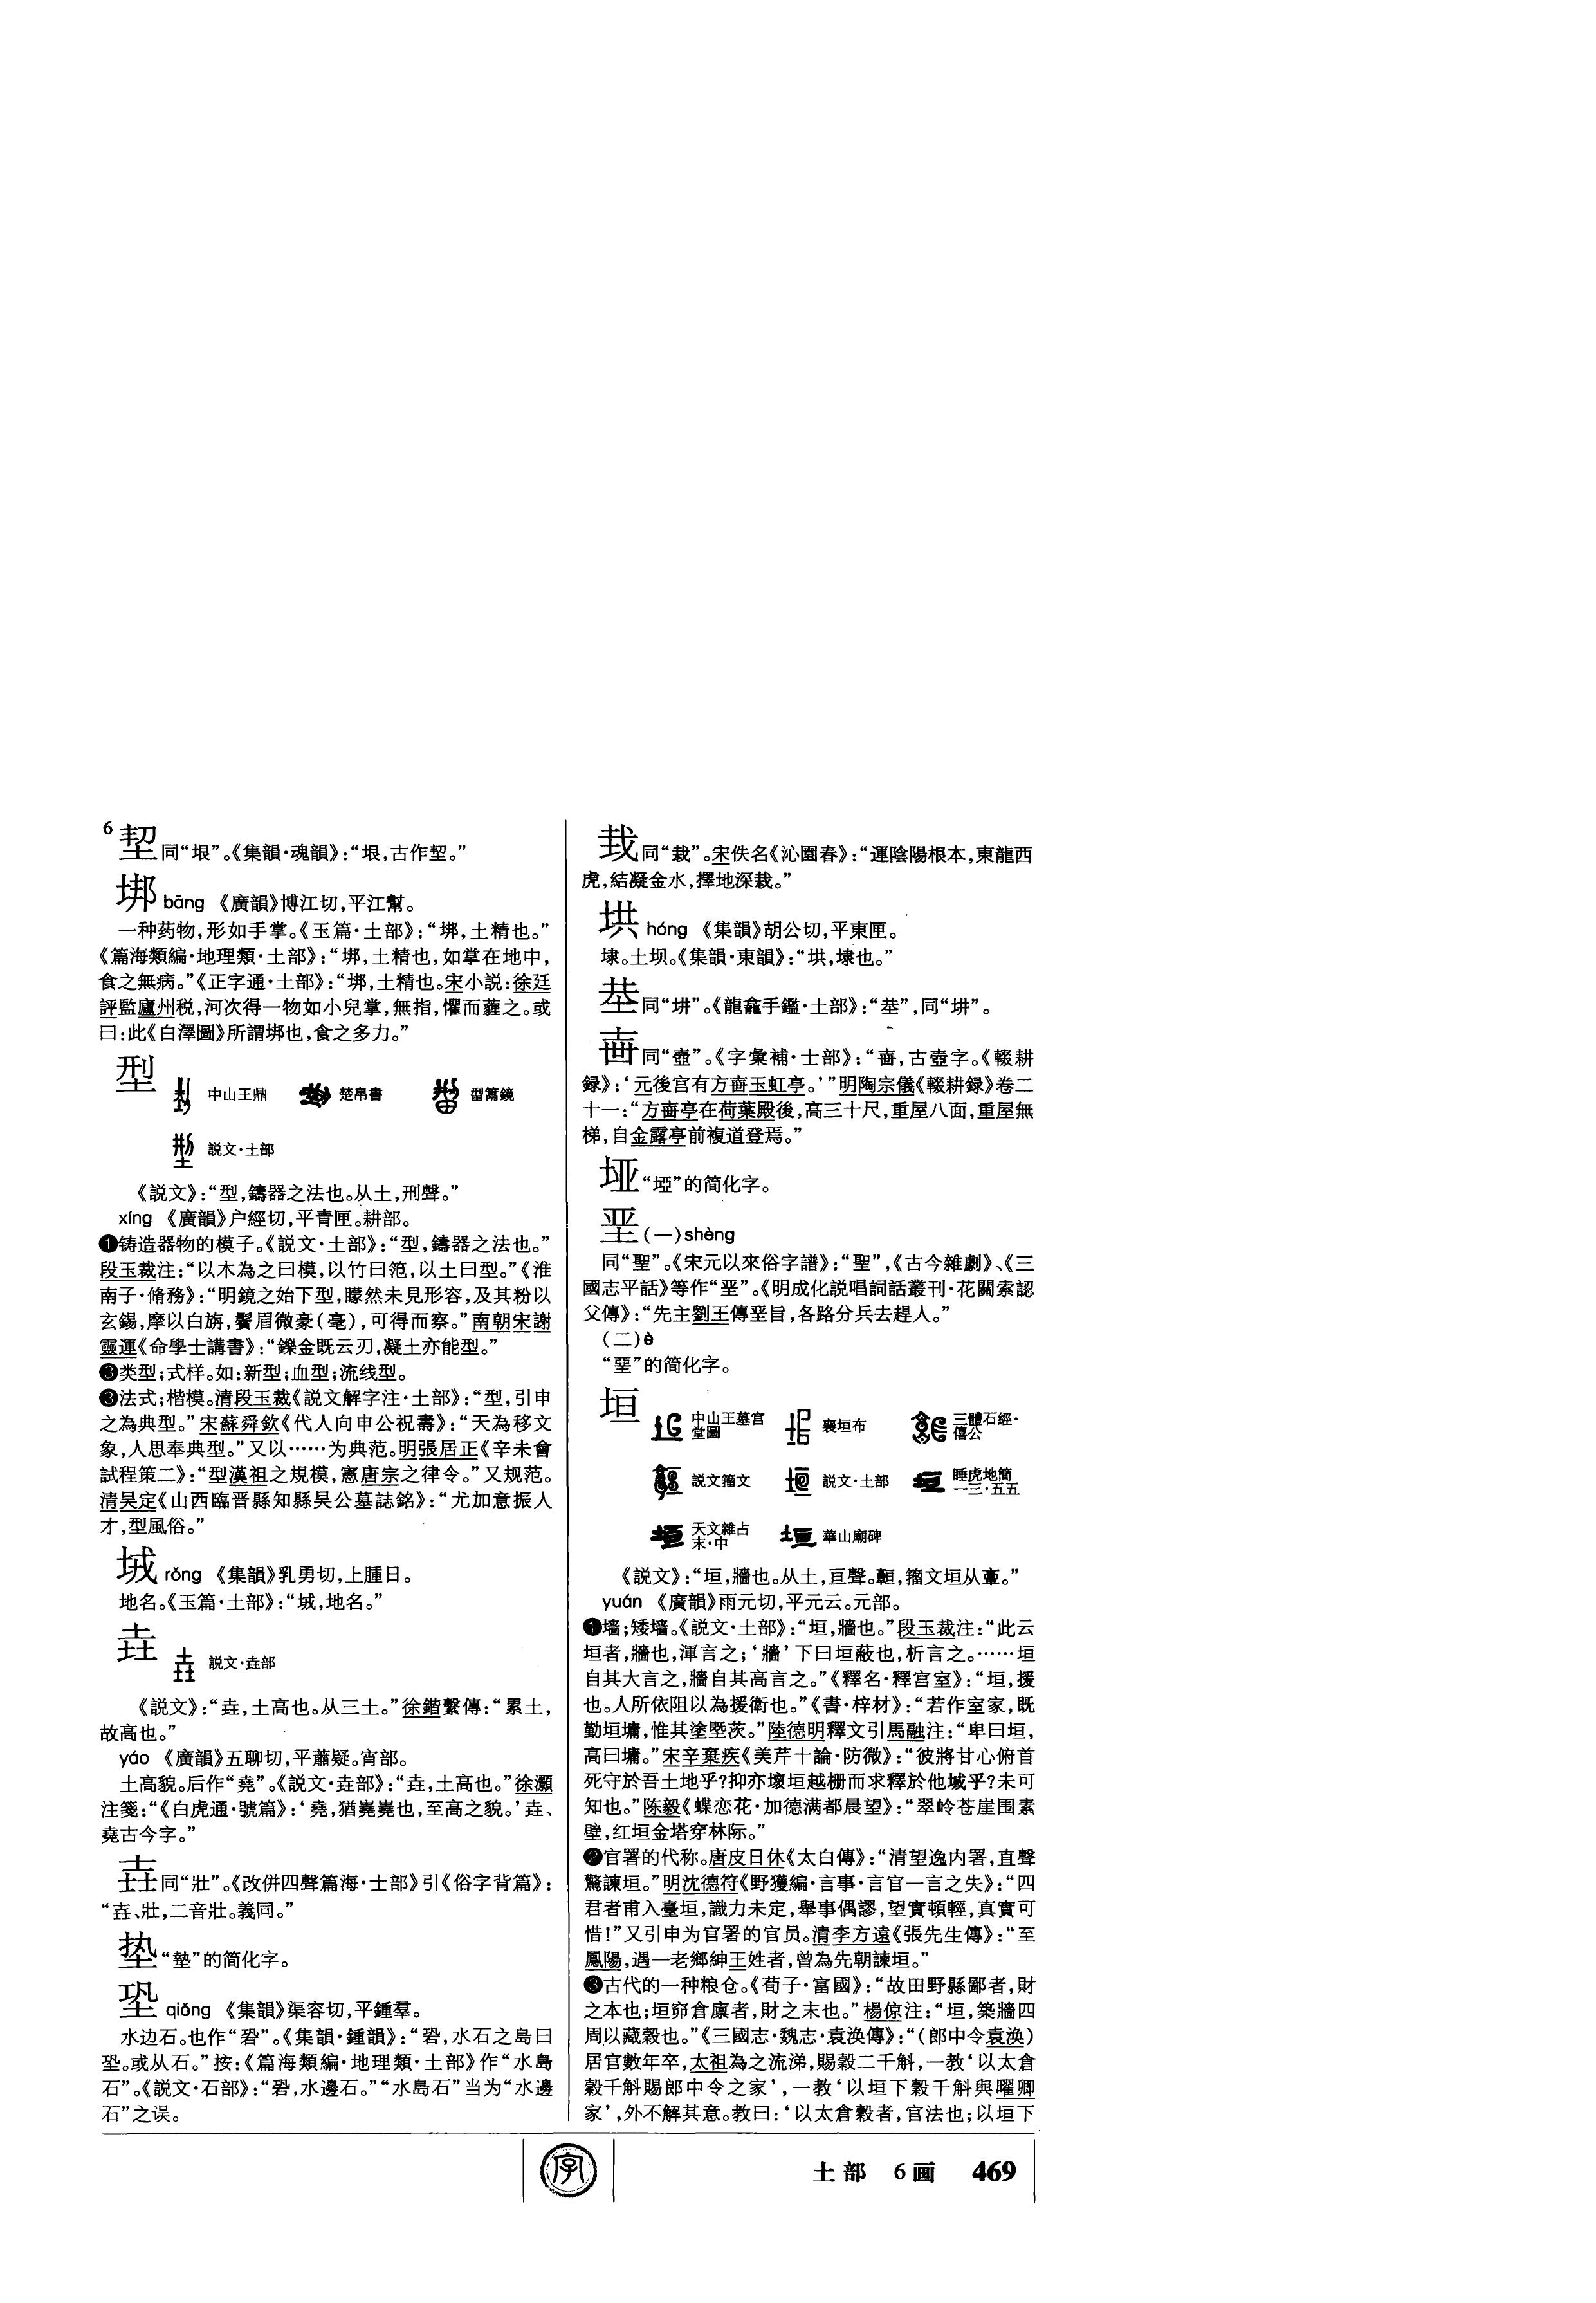 6
㓞同“垠”。《集韻·魂韻》:“垠,古作㓞。”
垹 bāng 《廣韻》博江切,平江幫。
一种药物,形如手掌。《玉篇·土部》:“垹,土精也。”
《篇海類編·地理類·土部》:“垹,土精也,如掌在地中,
食之無病。”《正字通·土部》:“垹,土精也。宋小説:徐廷
評監廬州税,河次得一物如小兒掌,無指,懼而薶之。或
曰:此《白澤圖》所謂垹也,食之多力。”
型 中山王鼎 楚帛書 型篙鏡
説文·土部
《説文》:“型,鑄器之法也。从土,刑聲。”
xíng 《廣韻》户經切,平青匣。耕部。
❶铸造器物的模子。《説文·土部》:“型,鑄器之法也。”
段玉裁注:“以木為之曰模,以竹曰笵,以土曰型。”《淮
南子·脩務》:“明鏡之始下型,矇然未見形容,及其粉以
玄錫,摩以白旃,鬢眉微豪(毫),可得而察。”南朝宋謝
靈運《命學士講書》:“鑠金既云刃,凝土亦能型。”
❸类型;式样。如:新型;血型;流线型。
❸法式;楷模。清段玉裁《説文解字注·土部》:“型,引申
之為典型。”宋蘇舜欽《代人向申公祝壽》:“天為移文
象,人思奉典型。”又以……为典范。明張居正《辛未會
試程策二》:“型漢祖之規模,憲唐宗之律令。”又规范。
清吴定《山西臨晋縣知縣吴公墓誌銘》:“尤加意振人
才,型風俗。”
𡊸 rǒng 《集韻》乳勇切,上腫日。
地名。《玉篇·土部》:“𡊸,地名。”
垚 説文·垚部
《説文》:“垚,土高也。从三土。”徐鍇繫傳:“累土,
故高也。”
yáo 《廣韻》五聊切,平蕭疑。宵部。
土高貌。后作“堯”。《説文·垚部》:“垚,土高也。”徐灝
注箋:“《白虎通·號篇》:‘堯,猶嶤嶤也,至高之貌。’垚、
堯古今字。”
同“壯”。《改併四聲篇海·士部》引《俗字背篇》:
“壵、壯,二音壯。義同。”
垫“墊”的简化字。
㧬 qiǒng 《集韻》渠容切,平鍾羣。
水边石。也作“䂬”。《集韻·鍾韻》:“䂬,水石之島曰
巩。或从石。”按:《篇海類編·地理類·土部》作“水島
石”。《説文·石部》:“䂬,水邊石。”“水島石”当为“水邊
石”之误。
同“栽”。宋佚名《沁園春》:“運陰陽根本,東龍西
虎,結凝金水,擇地深栽。”
垬 hóng 《集韻》胡公切,平東匣。
埭。土坝。《集韻·東韻》:“垬,埭也。”
同“塂”。《龍龕手鑑·土部》:“𡋀”,同“塂”。
同“壺”。《字彙補·士部》:“𡔲,古壺字。《輟耕
録》:‘元後宫有方𡔲玉虹亭。’”明陶宗儀《輟耕録》卷二
十一:“方𡔲亭在荷葉殿後,高三十尺,重屋八面,重屋無
梯,自金露亭前複道登焉。”
垭“埡”的简化字。
垩(一)shèng
同“聖”。《宋元以來俗字譜》:“聖”,《古今雜劇》、《三
國志平話》等作“垩”。《明成化説唱詞話叢刊·花關索認
父傳》:“先主劉王傳垩旨,各路分兵去趕人。”
(二)è
“堊”的简化字。
垣 中山王墓宫堂圖 襄垣布 三體石經·僖公
説文籀文 説文·土部 睡虎地簡一三·五五
天文雜占末·中 華山廟碑
《説文》:“垣,牆也。从土,亘聲。𩫨,籀文垣从𩫖。”
yuán 《廣韻》雨元切,平元云。元部。
❶墙;矮墙。《説文·土部》:“垣,牆也。”段玉裁注:“此云
垣者,牆也,渾言之;‘牆’下曰垣蔽也,析言之。……垣
自其大言之,牆自其高言之。”《釋名·釋宫室》:“垣,援
也。人所依阻以為援衛也。”《書·梓材》:“若作室家,既
勤垣墉,惟其塗塈茨。”陸德明釋文引馬融注:“卑曰垣,
高曰墉。”宋辛棄疾《美芹十論·防微》:“彼將甘心俯首
死守於吾土地乎?抑亦壞垣越栅而求釋於他城乎?未可
知也。”陈毅《蝶恋花·加德满都晨望》:“翠岭苍崖围素
壁,红垣金塔穿林际。”
❷官署的代称。唐皮日休《太白傳》:“清望逸内署,直聲
驚諫垣。”明沈德符《野獲編·言事·言官一言之失》:“四
君者甫入臺垣,識力未定,舉事偶謬,望實頓輕,真實可
惜!”又引申为官署的官员。清李方遠《張先生傳》:“至
鳳陽,遇一老鄉紳王姓者,曾為先朝諫垣。”
❸古代的一种粮仓。《荀子·富國》:“故田野縣鄙者,財
之本也;垣窌倉廩者,財之末也。”楊倞注:“垣,築牆四
周以藏穀也。”《三國志·魏志·袁涣傳》:“(郎中令袁涣)
居官數年卒,太祖為之流涕,賜穀二千斛,一教‘以太倉
穀千斛賜郎中令之家’,一教‘以垣下穀千斛與曜卿
家’,外不解其意。教曰:‘以太倉穀者,官法也;以垣下
字
土部 6画 469